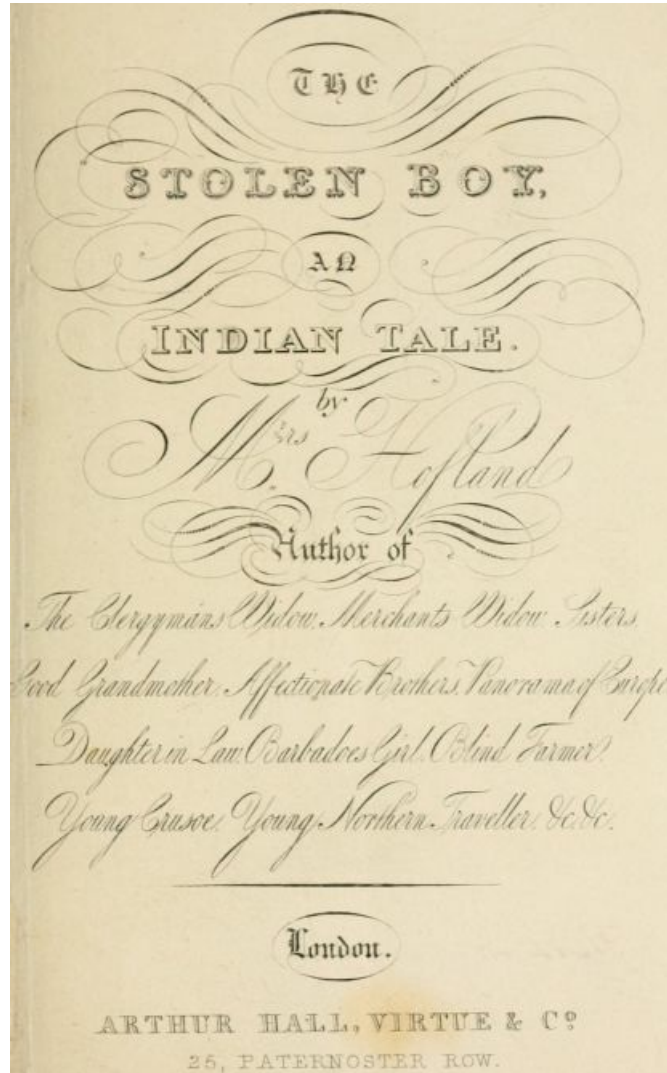 THE
STOLEN BOY,
AN
INDIAN TALE.
by
Mrs. Hofland
Author of
The Clergymans Widow, Merchants Widow, Sisters,
Good Grandmother, Affectionate Brothers, Panorama of Europe
Daughter in Law, Barbadoes Girl, Blind Farmer,
Young Crusoe, Young Northern Traveller, &c. &c.
London.
ARTHUR HALL, VIRTUE & Co
25, PATERNOSTER ROW.